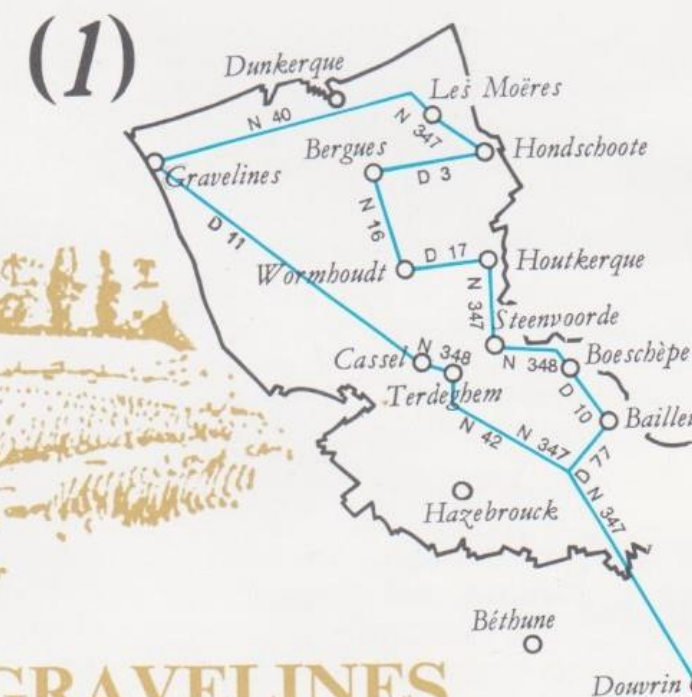 (1)
Dunkerque
Les Moëres
N 40
N 347
Bergues
Hondschoote
Gravelines
D 3
N 16
D 11
D 17
Houtkerque
Wormhoudt
N 347
Steenvoorde
Cassel
N 348
N 348
Boeschèpe
Terdeghem
D 10
N 42
N 347
D 77
N 347
Hazebrouck
Béthune
GRAVELINES
Douvrin